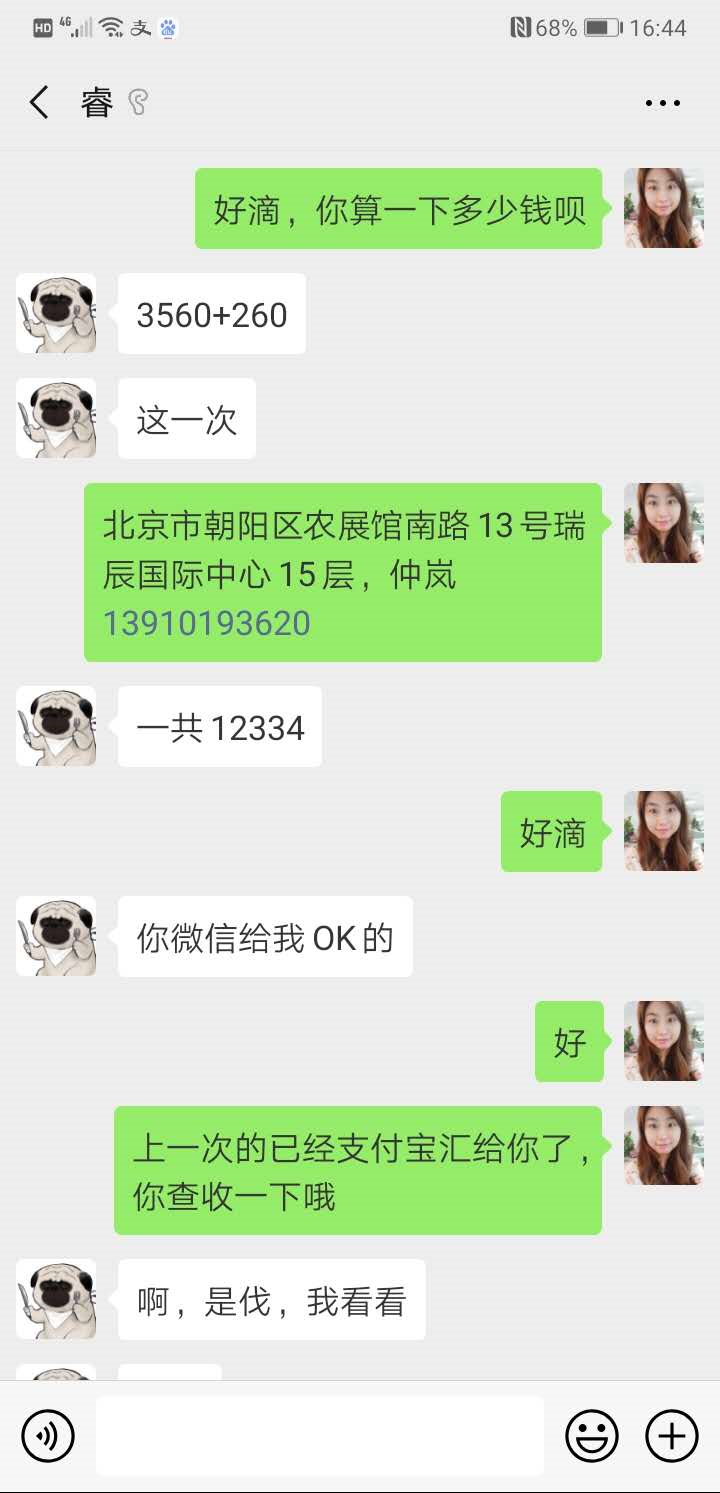 HD 4G 支 68% 16:44
睿
好滴，你算一下多少钱呗
3560+260
这一次
北京市朝阳区农展馆南路13号瑞
辰国际中心15层，仲岚
13910193620
一共12334
好滴
你微信给我OK的
好
上一次的已经支付宝汇给你了，
你查收一下哦
啊，是伐，我看看